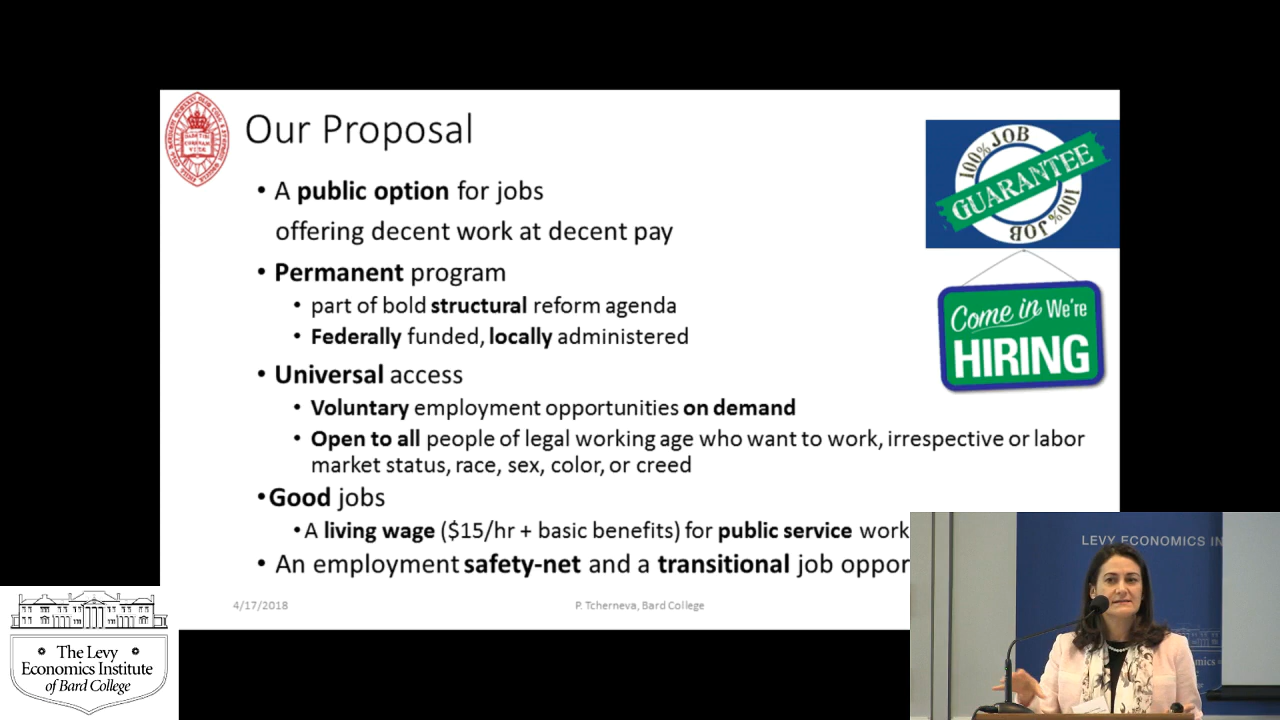 Our Proposal
• A public option for jobs
offering decent work at decent pay
• Permanent program
• part of bold structural reform agenda
• Federally funded, locally administered
• Universal access
• Voluntary employment opportunities on demand
• Open to all people of legal working age who want to work, irrespective or labor
market status, race, sex, color, or creed
•Good jobs
•A living wage ($15/hr + basic benefits) for public service work
• An employment safety-net and a transitional job oppor
4/17/2018
P. Tcherneva, Bard College
100% JOB
GUARANTEE
100% JOB
Come in We're
HIRING
The Levy
Economics Institute
of Bard College
LEVY ECONOMICS IN